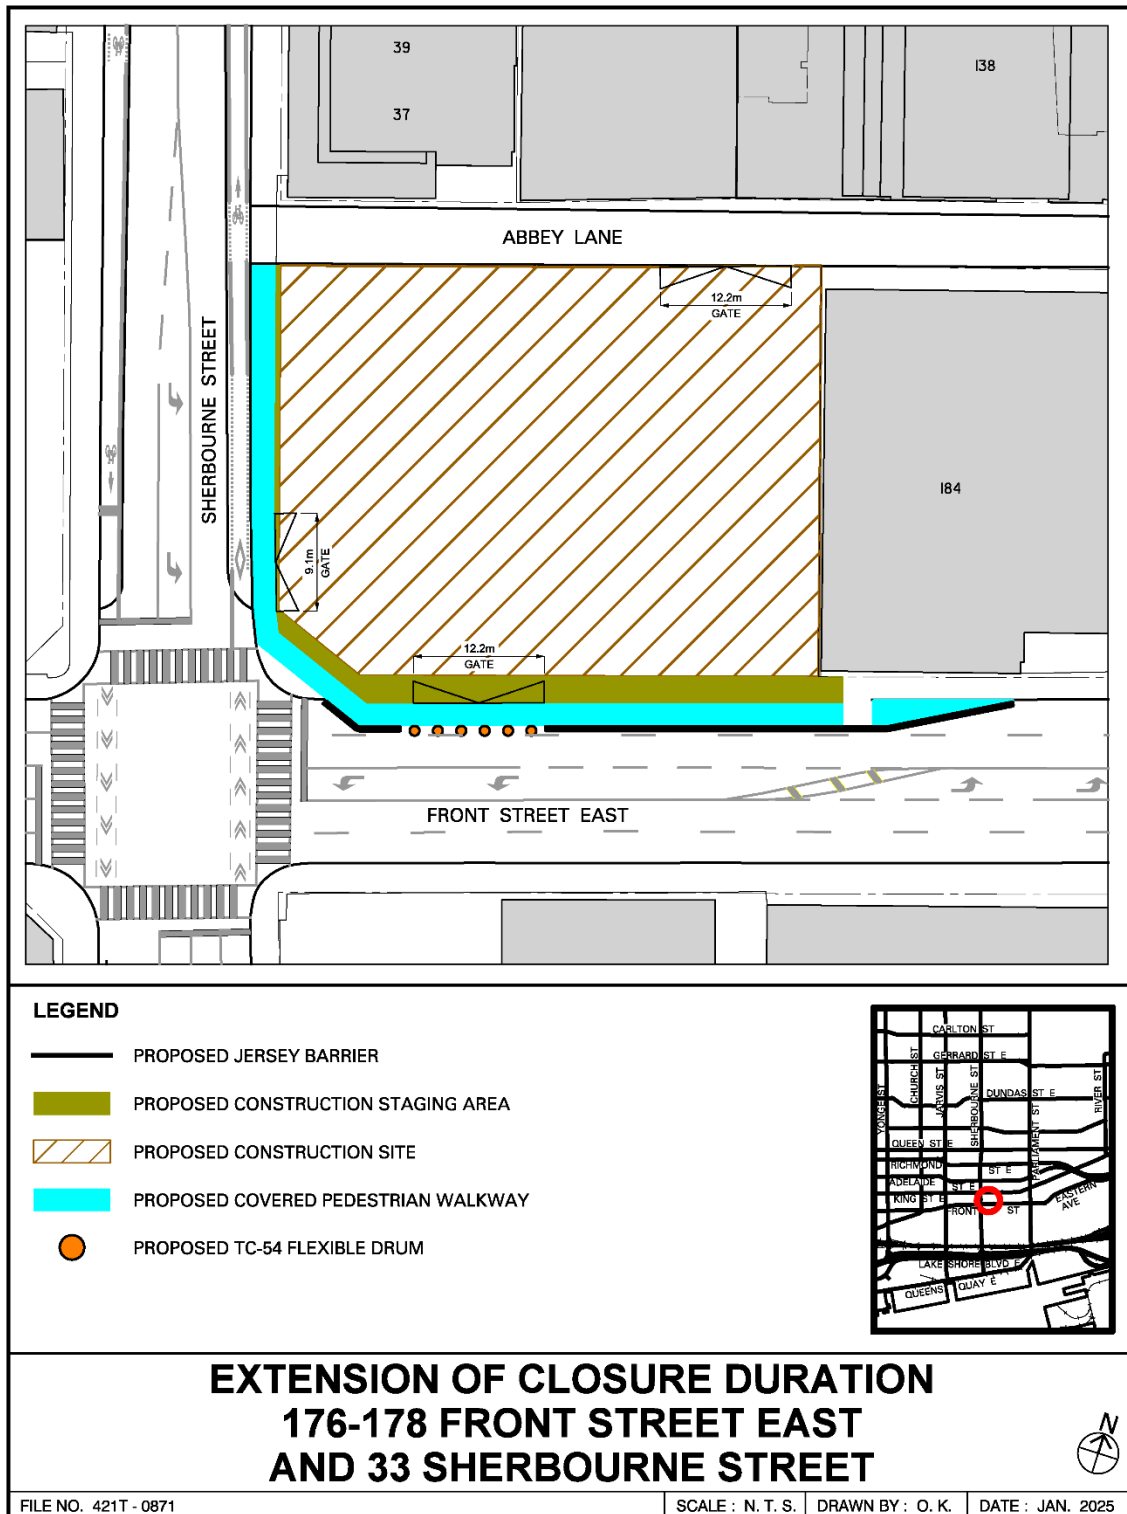 39
37
138
ABBEY LANE
12.2m
GATE
SHERBOURNE STREET
184
9.1m
GATE
12.2m
GATE
FRONT STREET EAST
LEGEND
PROPOSED JERSEY BARRIER
PROPOSED CONSTRUCTION STAGING AREA
PROPOSED CONSTRUCTION SITE
PROPOSED COVERED PEDESTRIAN WALKWAY
PROPOSED TC-54 FLEXIBLE DRUM
CARLTON ST
GERRARD ST E
DUNDAS ST E
YONGE ST
CHURCH ST
JARVIS ST
SHERBOURNE ST
PARLIAMENT ST
RIVER ST
QUEEN ST E
RICHMOND ST E
ADELAIDE ST E
KING ST E
FRONT ST
EASTERN
AVE
LAKE SHORE BLVD E
QUEENS QUAY E
EXTENSION OF CLOSURE DURATION
176-178 FRONT STREET EAST
AND 33 SHERBOURNE STREET
N
FILE NO. 421T - 0871
SCALE : N. T. S.
DRAWN BY : O. K.
DATE : JAN. 2025